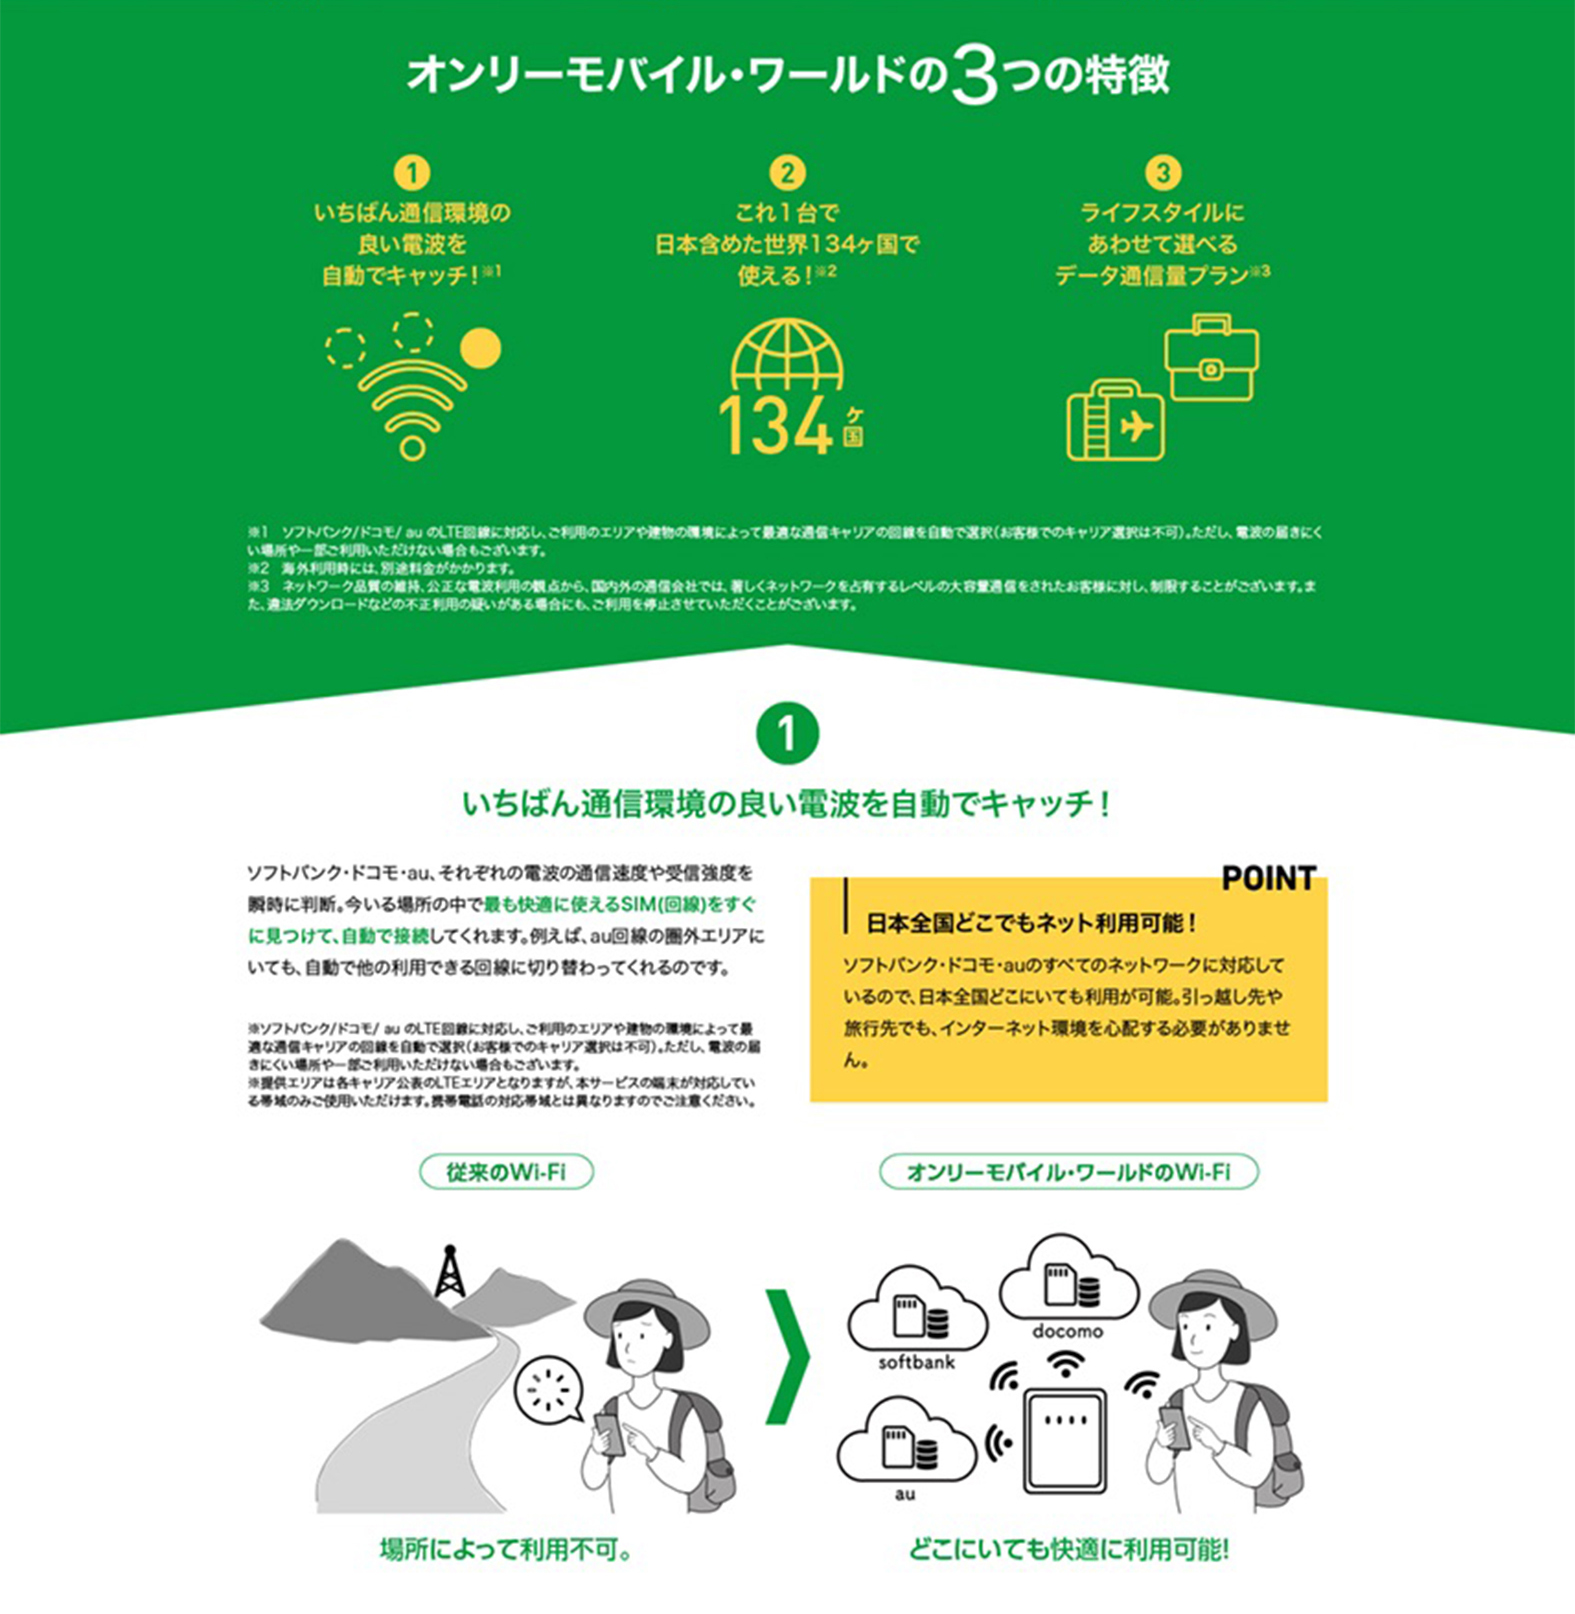 オンリーモバイル・ワールドの3つの特徴
1
いちばん通信環境の
良い電波を
自動でキャッチ！※1
2
これ1台で
日本含めた世界134ヶ国で
使える！※2
134ヶ国
3
ライフスタイルに
あわせて選べる
データ通信量プラン※3
※1　ソフトバンク/ドコモ/ au のLTE回線に対応し、ご利用のエリアや建物の環境によって最適な通信キャリアの回線を自動で選択（お客様でのキャリア選択は不可）。ただし、電波の届きにく
い場所や一部ご利用いただけない場合もございます。
※2　海外利用時には、別途料金がかかります。
※3　ネットワーク品質の維持、公正な電波利用の観点から、国内外の通信会社では、著しくネットワークを占有するレベルの大容量通信をされたお客様に対し、制限することがございます。ま
た、違法ダウンロードなどの不正利用の疑いがある場合にも、ご利用を停止させていただくことがございます。
1
いちばん通信環境の良い電波を自動でキャッチ！
ソフトバンク・ドコモ・au、それぞれの電波の通信速度や受信強度を
瞬時に判断。今いる場所の中で最も快適に使えるSIM(回線)をすぐ
に見つけて、自動で接続してくれます。例えば、au回線の圏外エリアに
いても、自動で他の利用できる回線に切り替わってくれるのです。
※ソフトバンク/ドコモ/ au のLTE回線に対応し、ご利用のエリアや建物の環境によって最
適な通信キャリアの回線を自動で選択（お客様でのキャリア選択は不可）。ただし、電波の届
きにくい場所や一部ご利用いただけない場合もございます。
※提供エリアは各キャリア公表のLTEエリアとなりますが、本サービスの端末が対応してい
る帯域のみご使用いただけます。携帯電話の対応帯域とは異なりますのでご注意ください。
POINT
日本全国どこでもネット利用可能！
ソフトバンク・ドコモ・auのすべてのネットワークに対応して
いるので、日本全国どこにいても利用が可能。引っ越し先や
旅行先でも、インターネット環境を心配する必要がありませ
ん。
従来のWi-Fi
場所によって利用不可。
オンリーモバイル・ワールドのWi-Fi
docomo
softbank
au
どこにいても快適に利用可能!